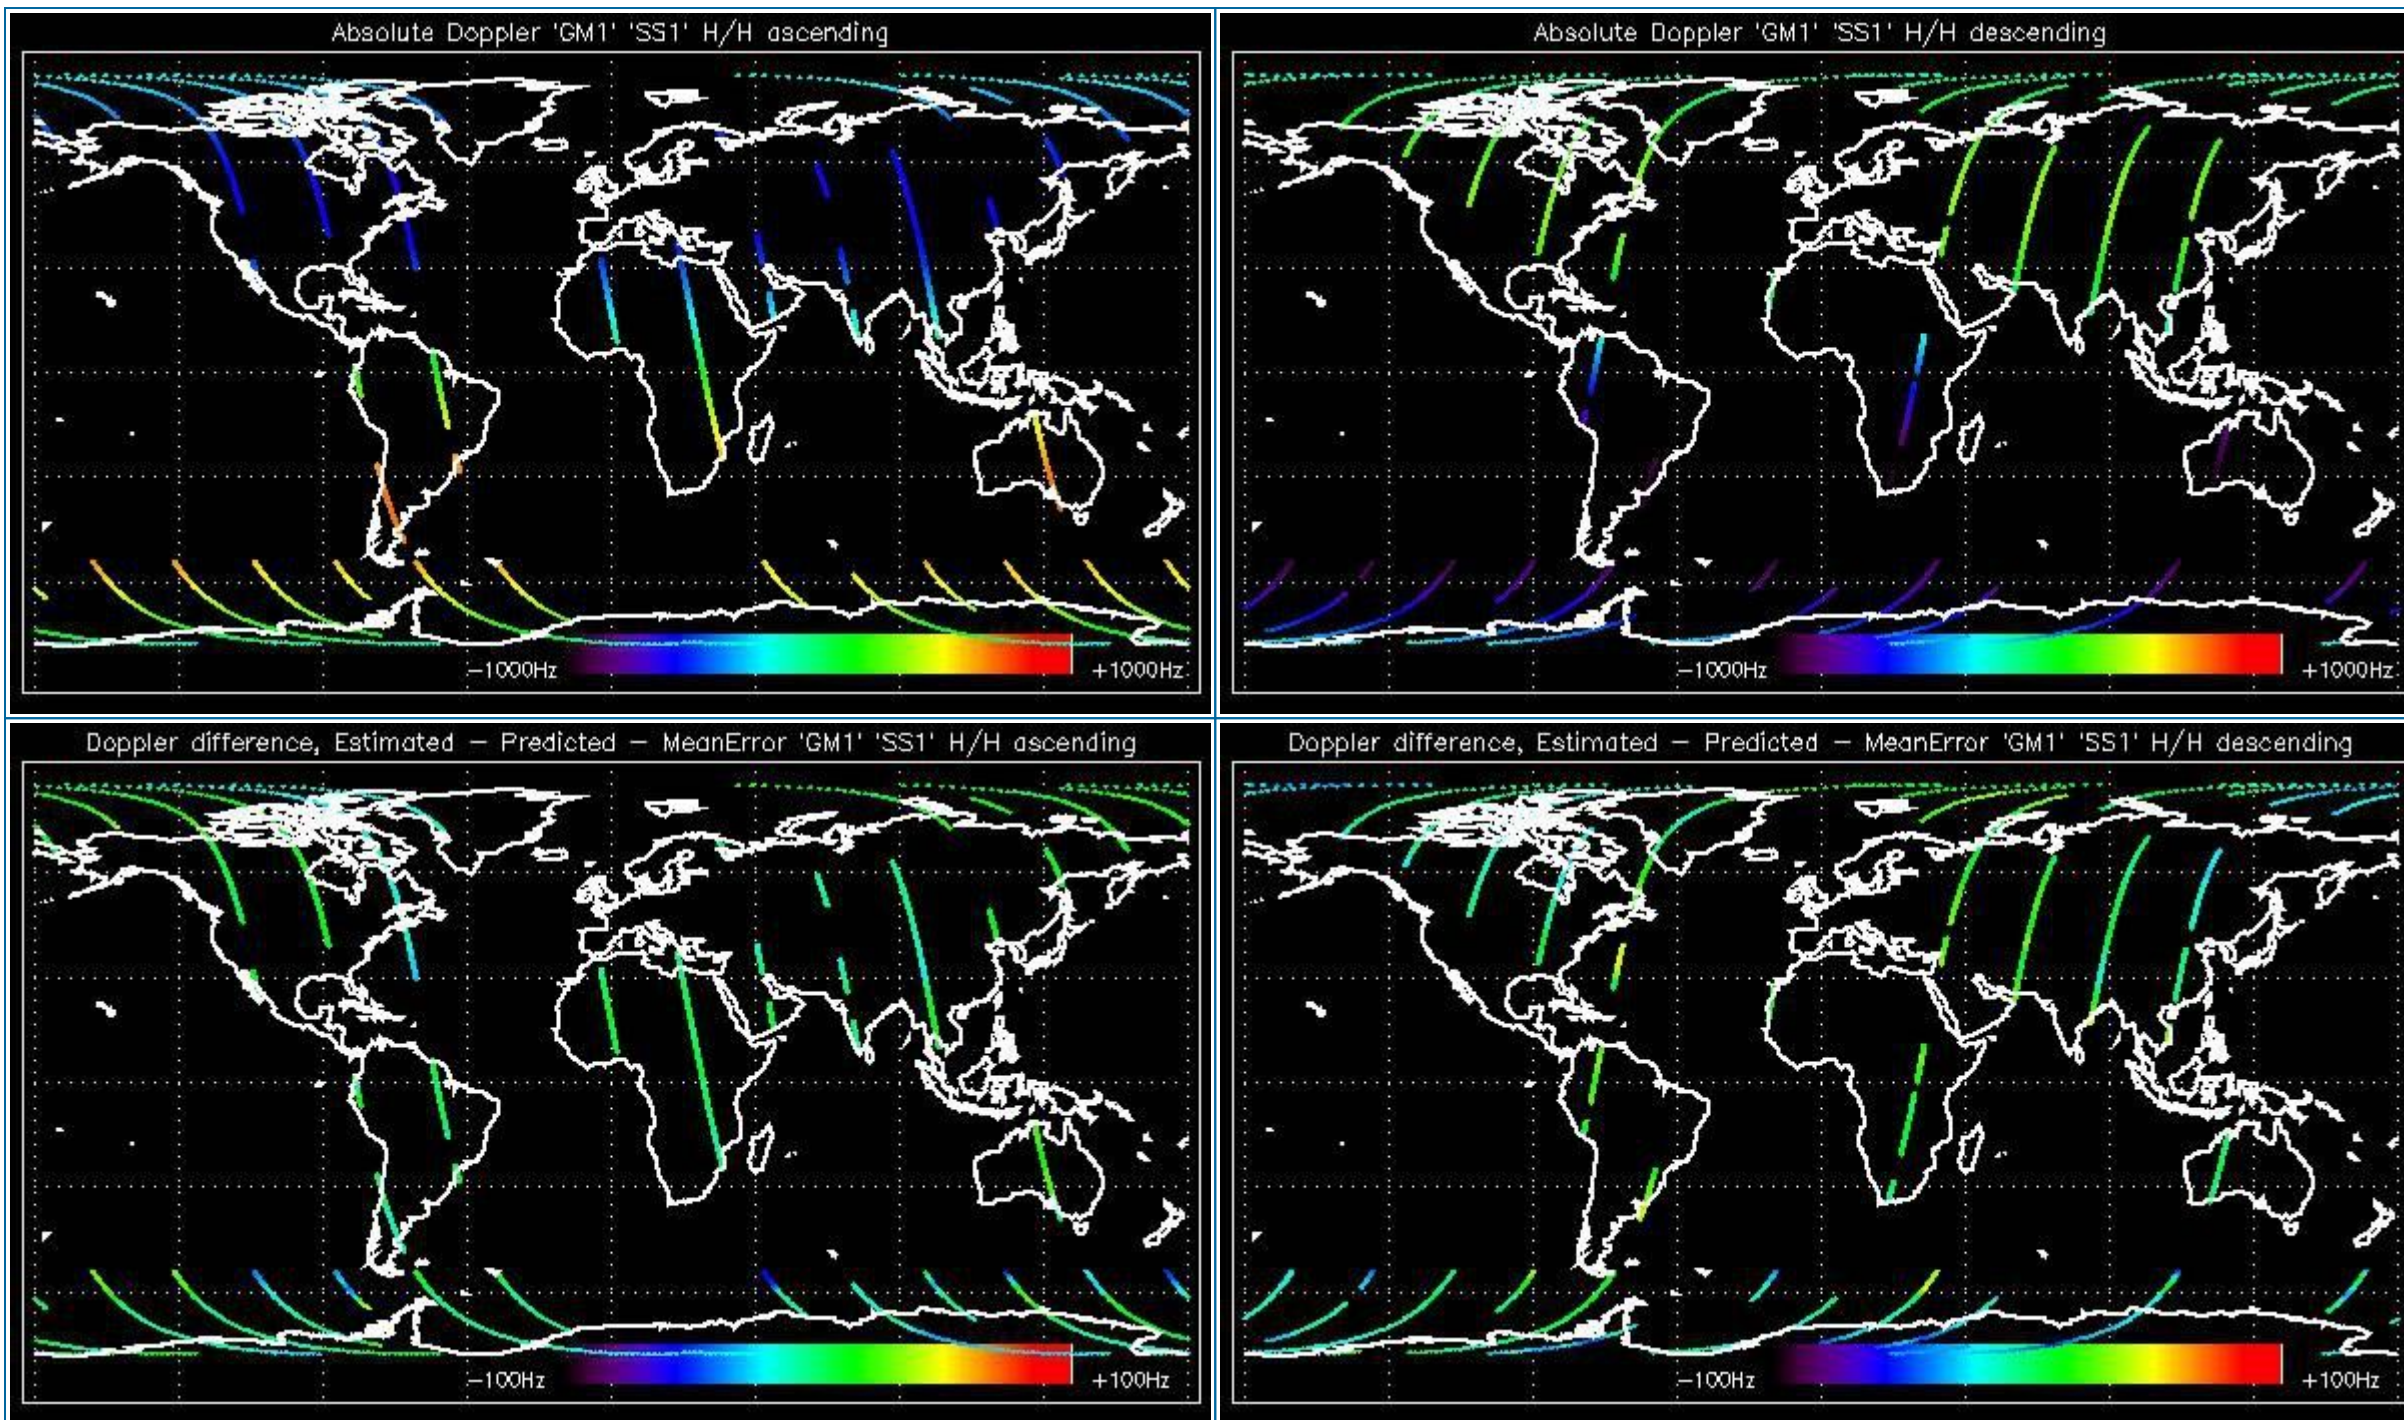 Absolute Doppler 'GM1' 'SS1' H/H ascending
-1000Hz
+1000Hz
Absolute Doppler 'GM1' 'SS1' H/H descending
-1000Hz
+1000Hz
Doppler difference, Estimated - Predicted - MeanError 'GM1' 'SS1' H/H ascending
-100Hz
+100Hz
Doppler difference, Estimated - Predicted - MeanError 'GM1' 'SS1' H/H descending
-100Hz
+100Hz